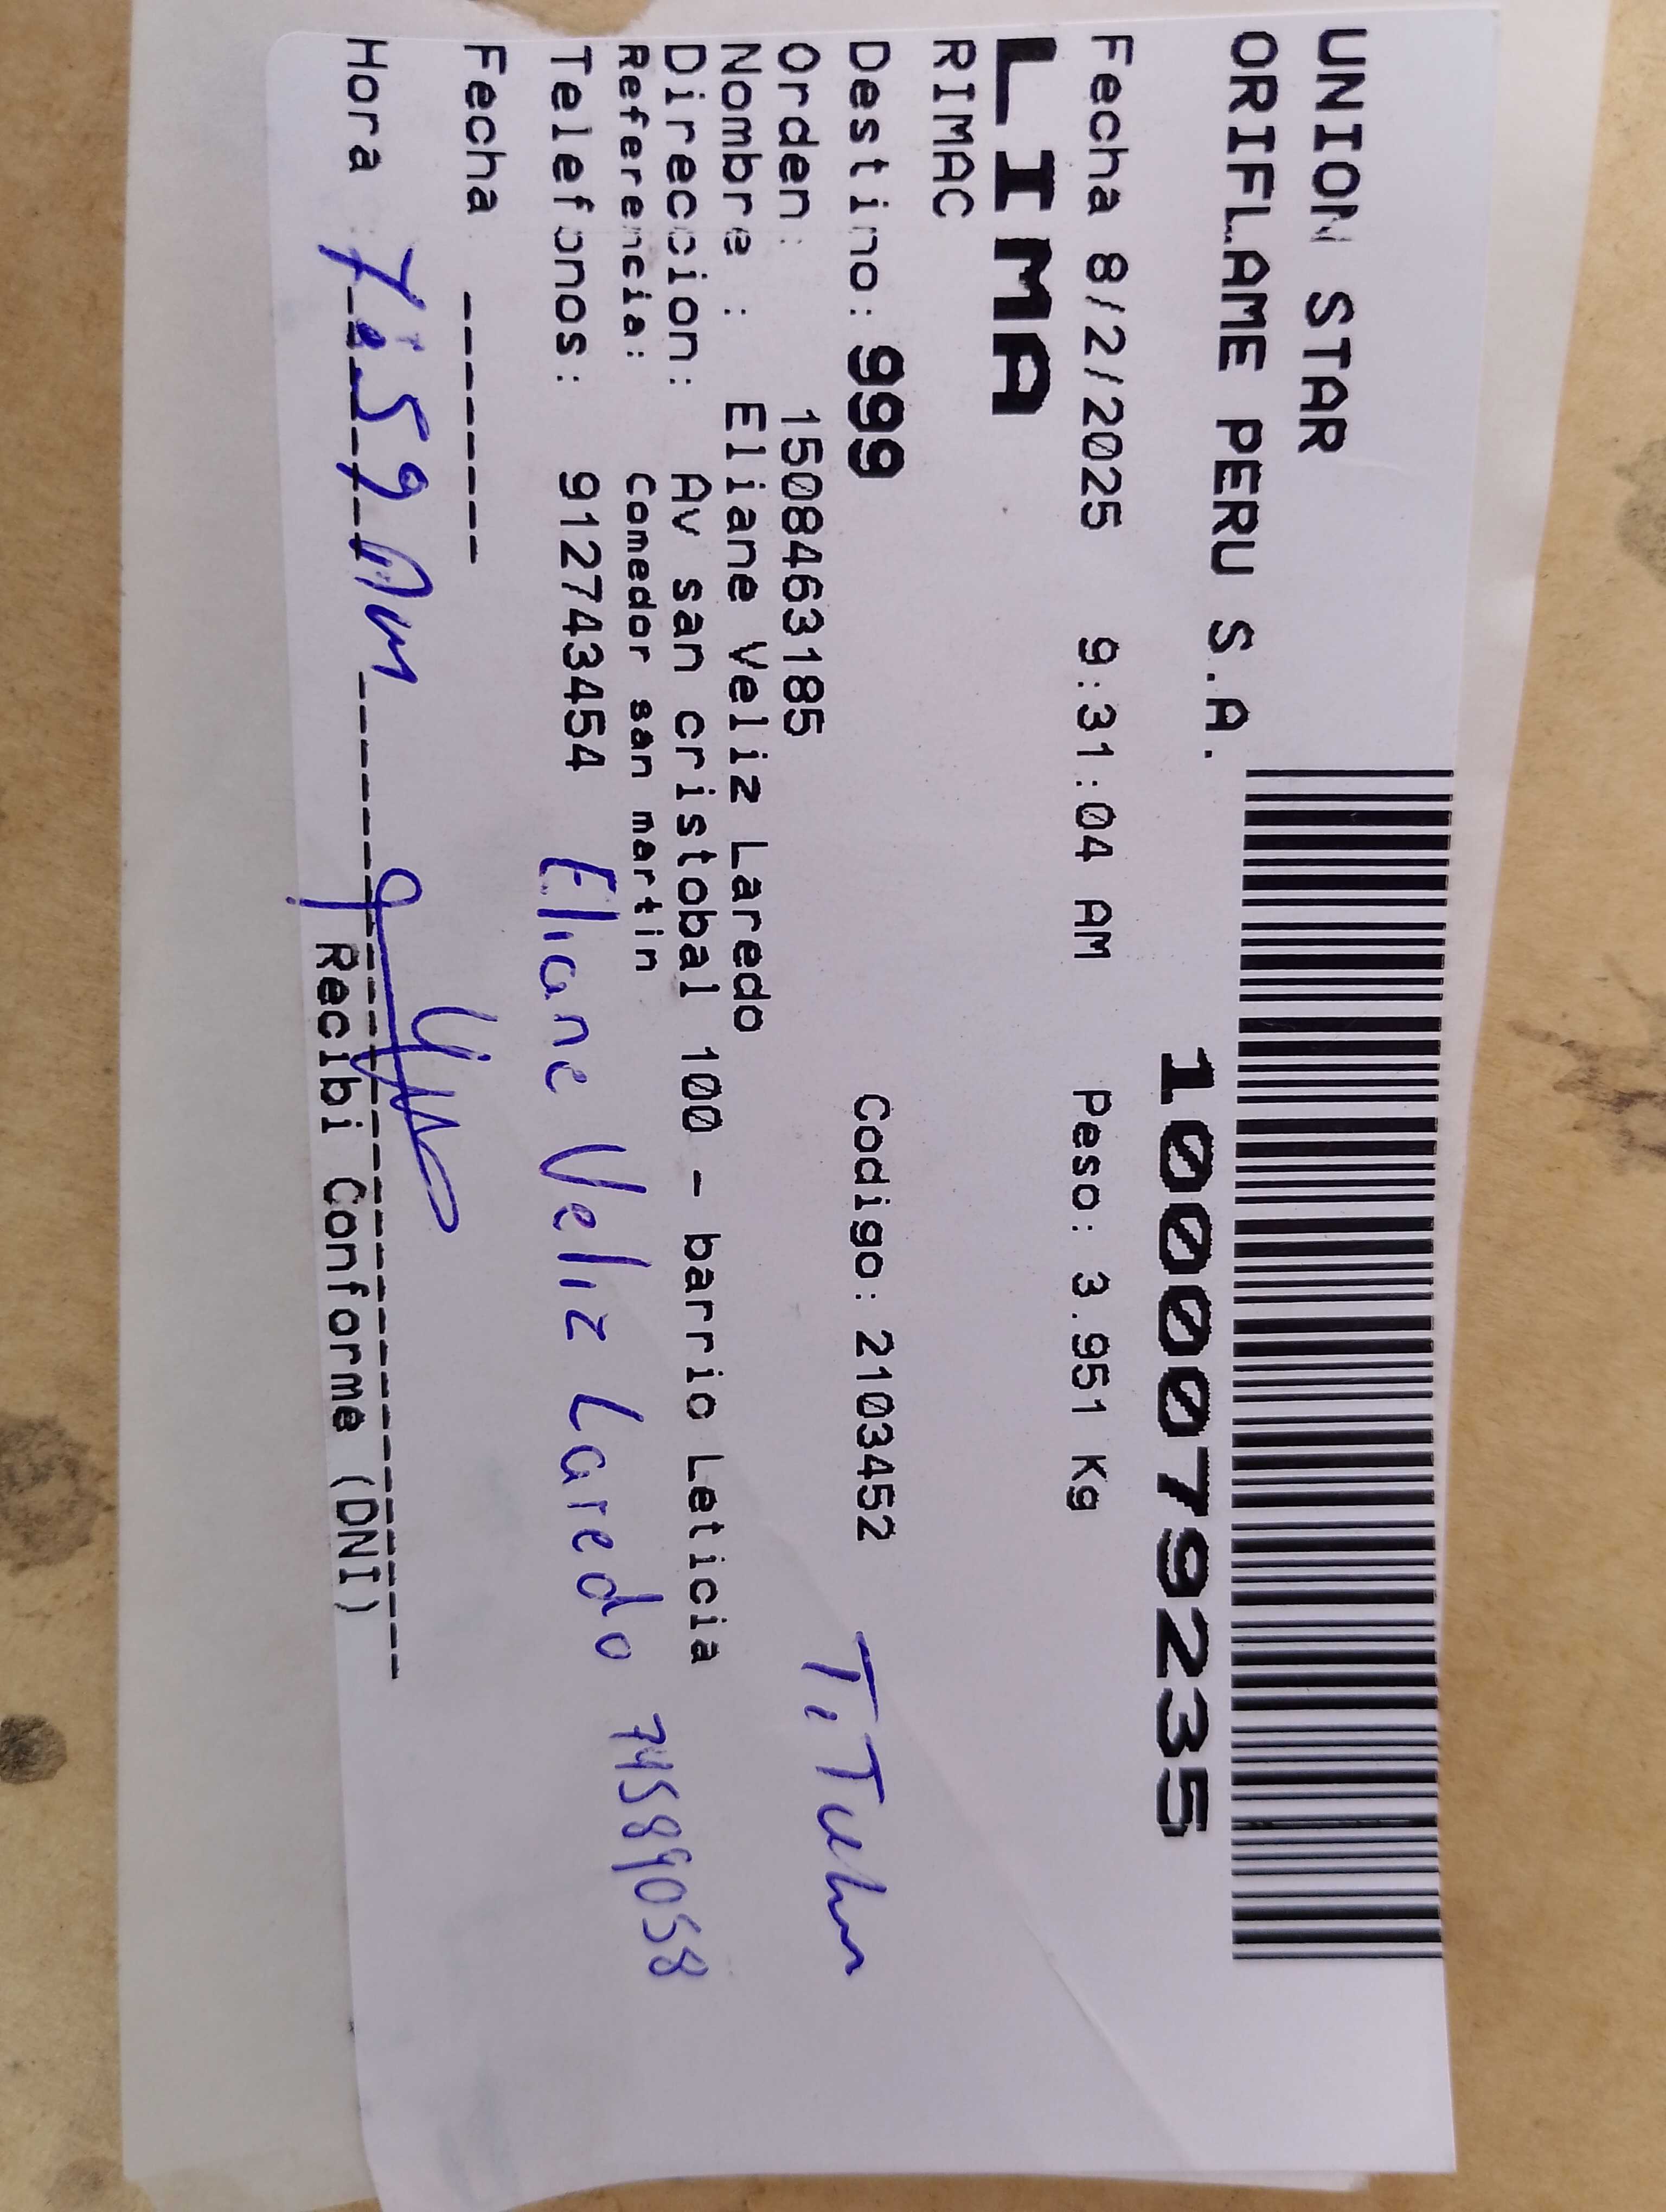 UNION STAR
ORIFLAME PERU S.A.
1000079235
Fecha 8/2/2025 9:31:04 AM Peso: 3.951 Kg
LIMA
RIMAC
Destino: 999 Codigo: 2103452
Orden: 15084463185
Titular
Nombre : Eliane Veliz Laredo
Direccion: Av san cristobal 100 - barrio Leticia
Referencia: Comedor san martin
Telefonos: 912743454
Eliane Veliz Laredo 74589058
Fecha
Hora 7:59 Am
Recibi Conforme (DNI)